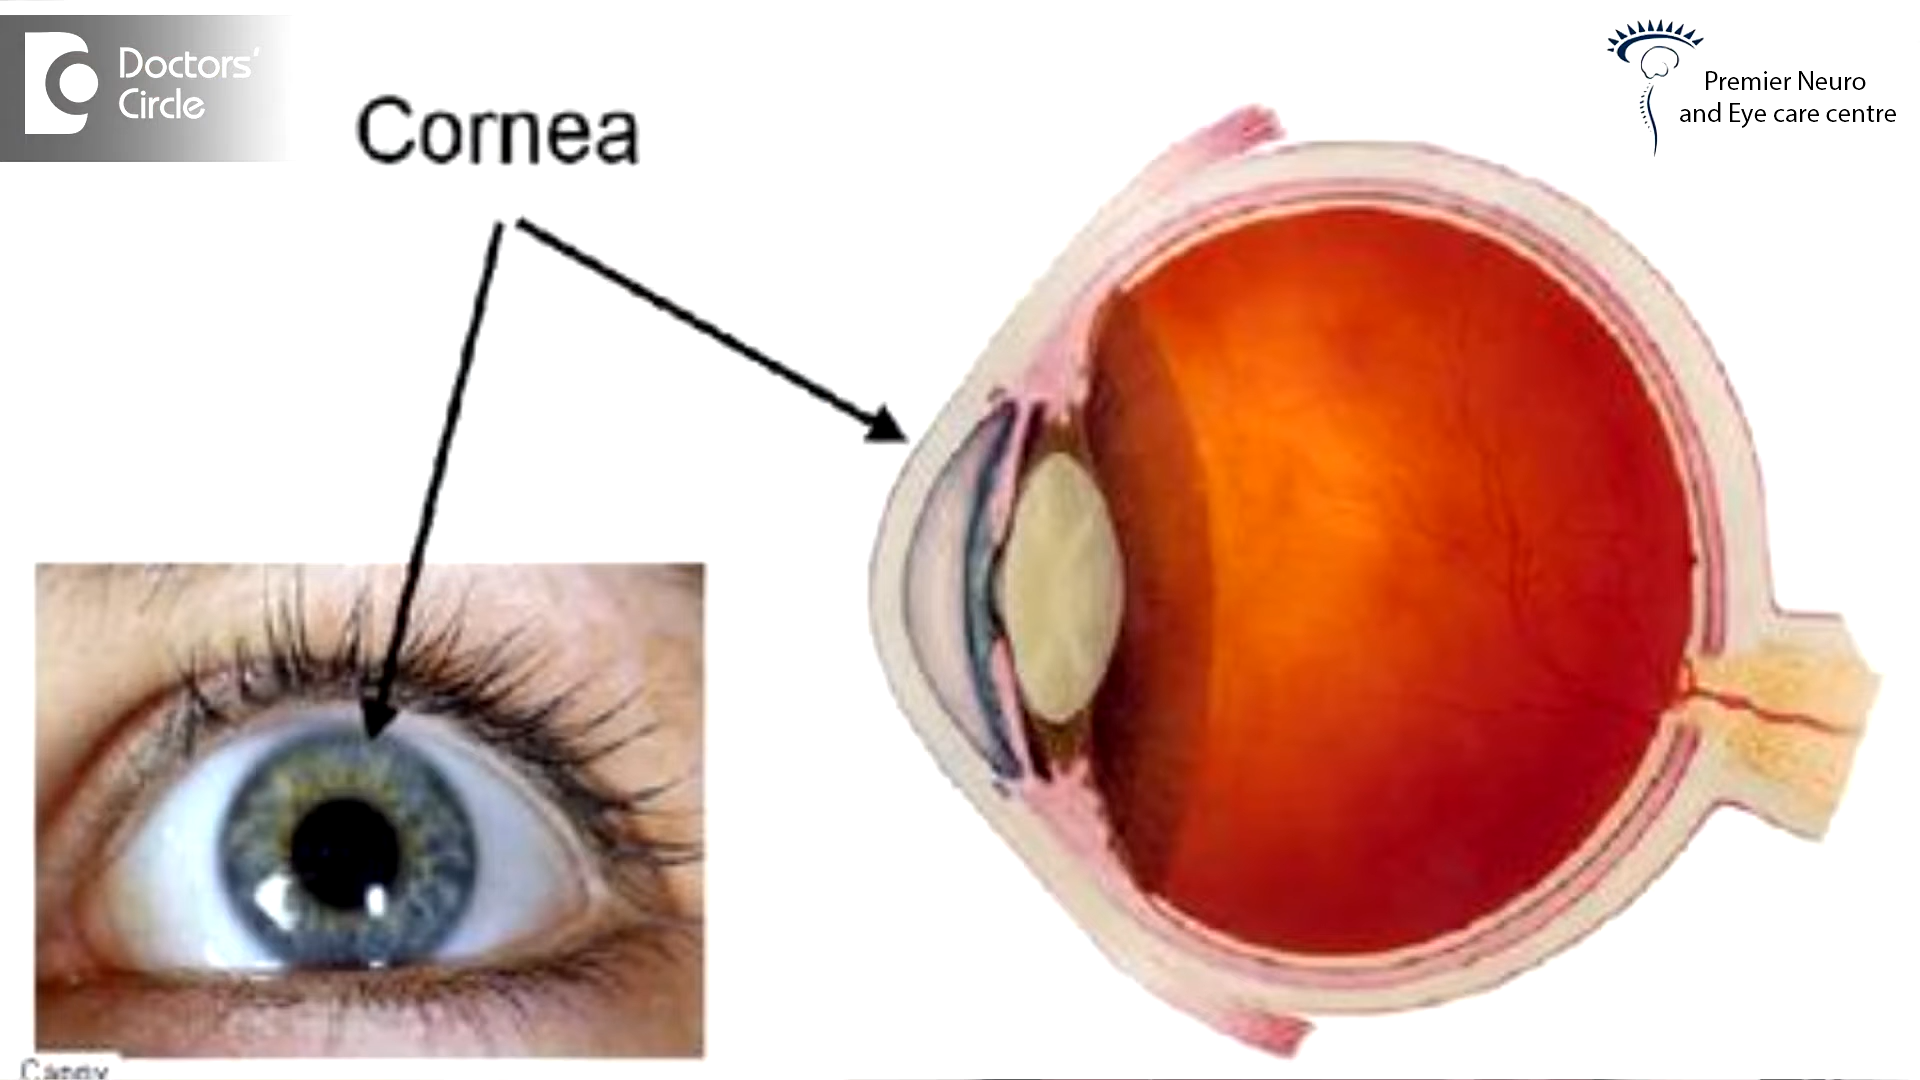 Doctors'
Circle
Cornea
Premier Neuro
and Eye care centre